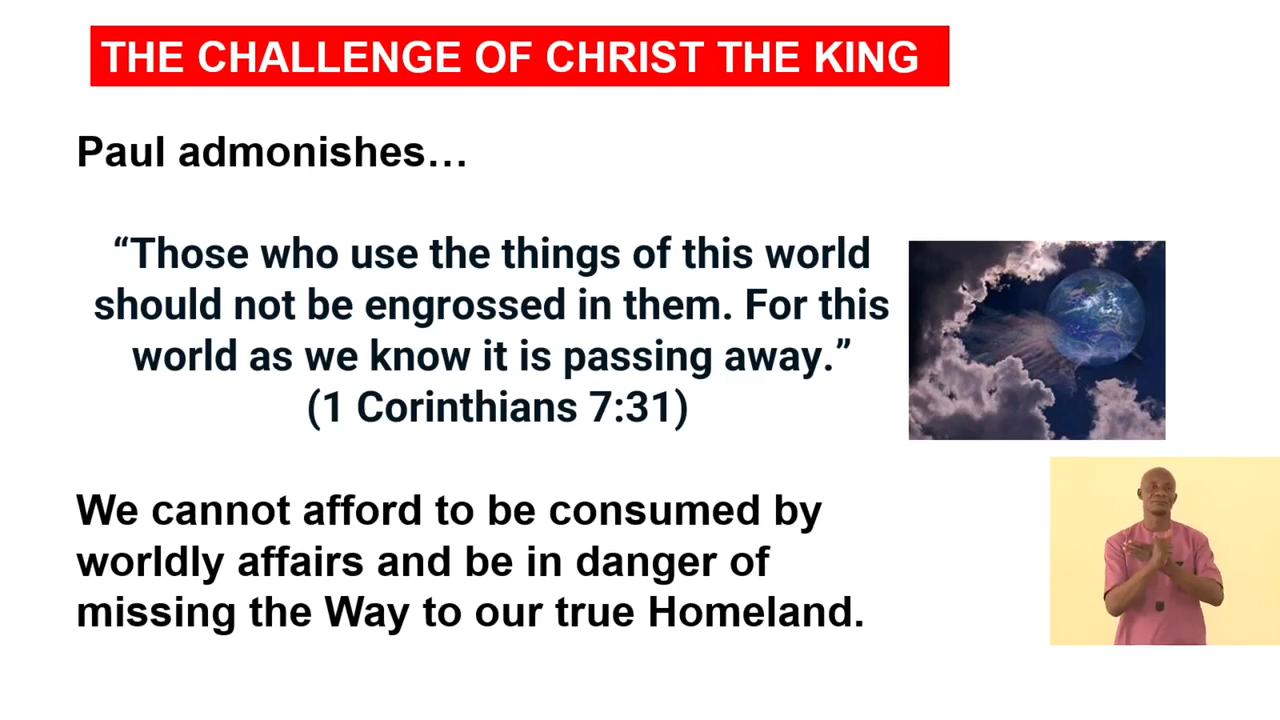 THE CHALLENGE OF CHRIST THE KING
Paul admonishes…
“Those who use the things of this world
should not be engrossed in them. For this
world as we know it is passing away.”
(1 Corinthians 7:31)
We cannot afford to be consumed by
worldly affairs and be in danger of
missing the Way to our true Homeland.